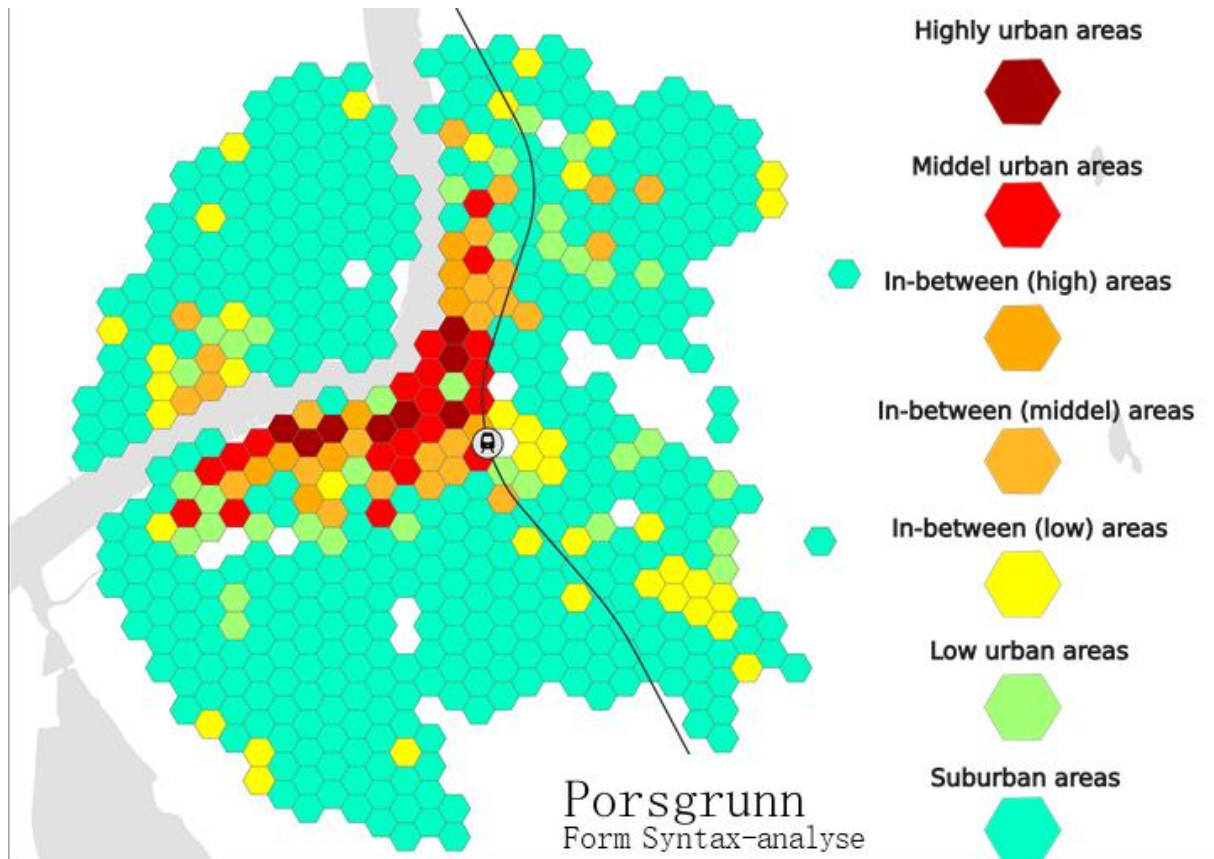 Highly urban areas
Middel urban areas
In-between (high) areas
In-between (middel) areas
In-between (low) areas
Low urban areas
Suburban areas
Porsgrunn
Form Syntax-analyse